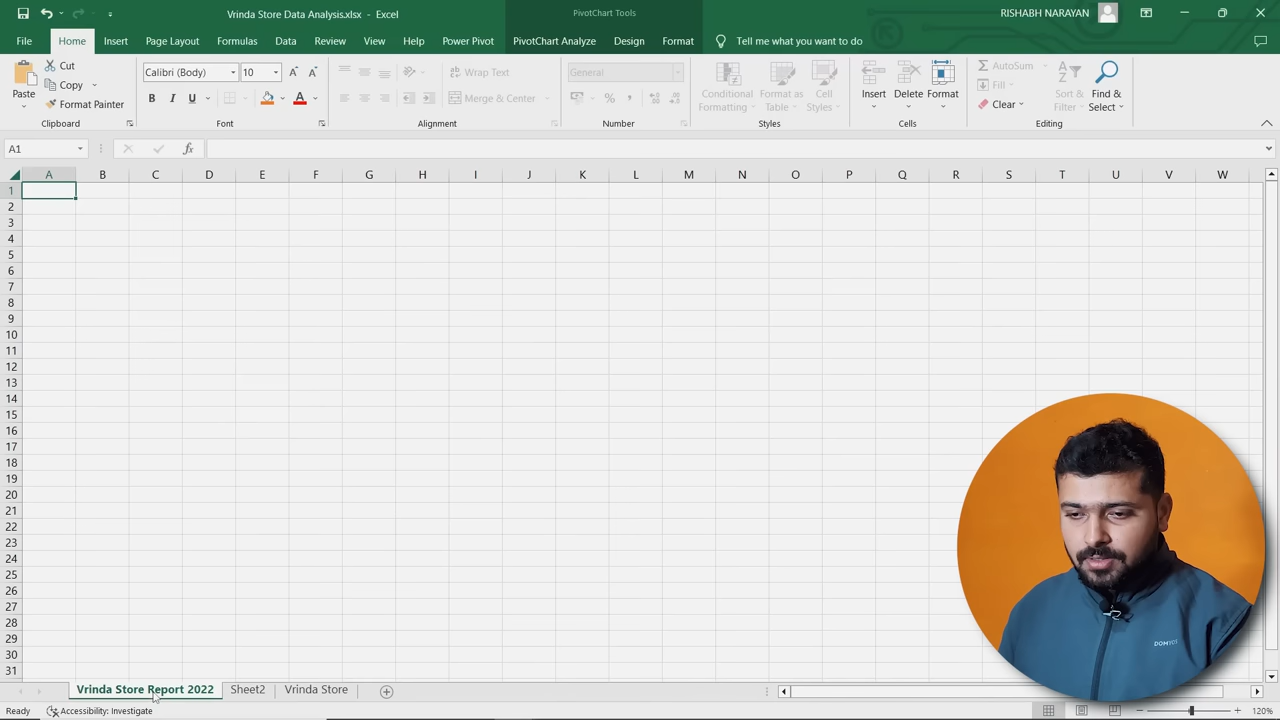 Vrinda Store Data Analysis.xlsx - Excel
PivotChart Tools
RISHABH NARAYAN
File Home Insert Page Layout Formulas Data Review View Help Power Pivot PivotChart Analyze Design Format Tell me what you want to do
Paste
Cut
Copy
Format Painter
Clipboard
Calibri (Body) 10
B I U
Font
Wrap Text
Merge & Center
Alignment
General
%
Number
Conditional Formatting
Format as Table
Cell Styles
Styles
Insert Delete Format
Cells
AutoSum
Fill
Clear
Sort & Filter
Find & Select
Editing
A1
fx
A B C D E F G H I J K L M N O P Q R S T U V W
1
2
3
4
5
6
7
8
9
10
11
12
13
14
15
16
17
18
19
20
21
22
23
24
25
26
27
28
29
30
31
DOMYOS
Vrinda Store Report 2022 Sheet2 Vrinda Store
Ready Accessibility: Investigate 120%